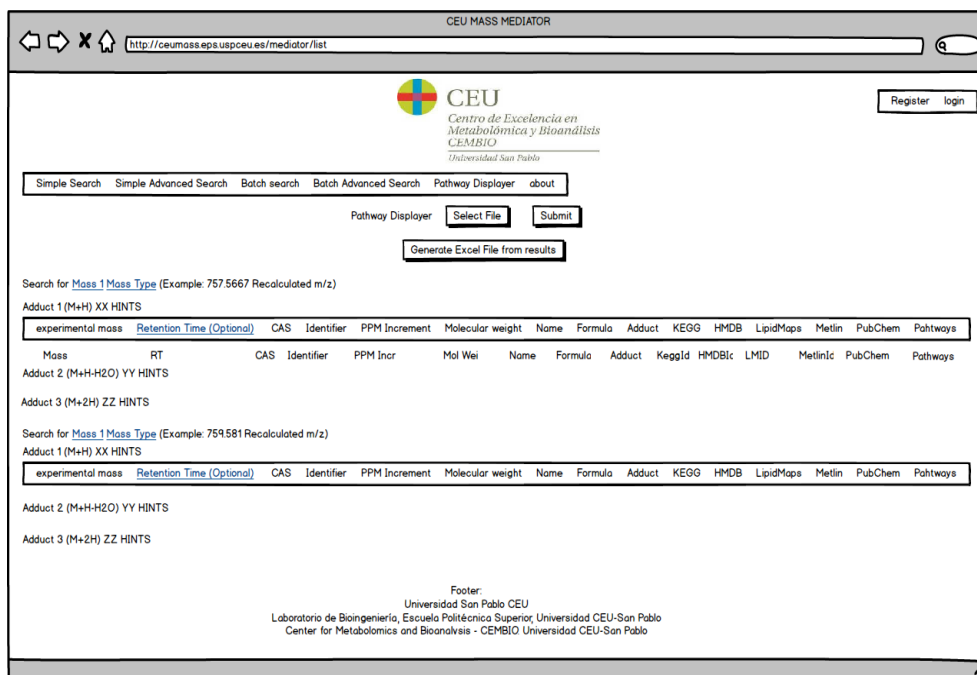 CEU MASS MEDIATOR
http://ceumass.eps.uspceu.es/mediator/list
CEU
Centro de Excelencia en
Metabolómica y Bioanálisis
CEMBIO
Universidad San Pablo
Register login
Simple Search Simple Advanced Search Batch search Batch Advanced Search Pathway Displayer about
Pathway Displayer Select File Submit
Generate Excel File from results
Search for Mass 1 Mass Type (Example: 757.5667 Recalculated m/z)
Adduct 1 (M+H) XX HINTS
experimental mass Retention Time (Optional) CAS Identifier PPM Increment Molecular weight Name Formula Adduct KEGG HMDB LipidMaps Metlin PubChem Pahtways
Mass RT CAS Identifier PPM Incr Mol Wei Name Formula Adduct KeggId HMDBIc LMID MetlinIc PubChem Pathways
Adduct 2 (M+H-H2O) YY HINTS
Adduct 3 (M+2H) ZZ HINTS
Search for Mass 1 Mass Type (Example: 759.581 Recalculated m/z)
Adduct 1 (M+H) XX HINTS
experimental mass Retention Time (Optional) CAS Identifier PPM Increment Molecular weight Name Formula Adduct KEGG HMDB LipidMaps Metlin PubChem Pahtways
Adduct 2 (M+H-H2O) YY HINTS
Adduct 3 (M+2H) ZZ HINTS
Footer:
Universidad San Pablo CEU
Laboratorio de Bioingeniería, Escuela Politécnica Superior, Universidad CEU-San Pablo
Center for Metabolomics and Bioanalysis - CEMBIO. Universidad CEU-San Pablo